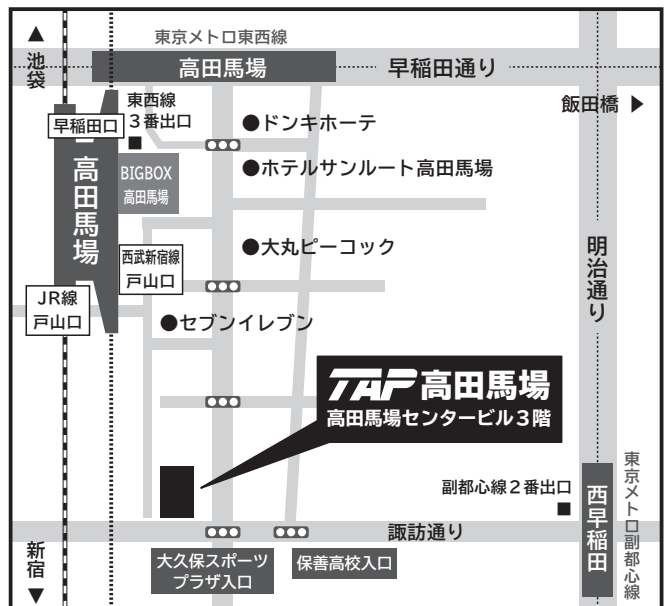 東京メトロ東西線
▲
池袋
高田馬場
早稲田通り
飯田橋 ▶
東西線
3番出口
■
早稲田口
●ドンキホーテ
BIGBOX
高田馬場
高田馬場
●ホテルサンルート高田馬場
西武新宿線
戸山口
●大丸ピーコック
明治通り
JR線
戸山口
●セブンイレブン
TAP 高田馬場
高田馬場センタービル3階
副都心線2番出口
■
東京メトロ副都心線
西早稲田
諏訪通り
新宿
▼
大久保スポーツ
プラザ入口
保善高校入口